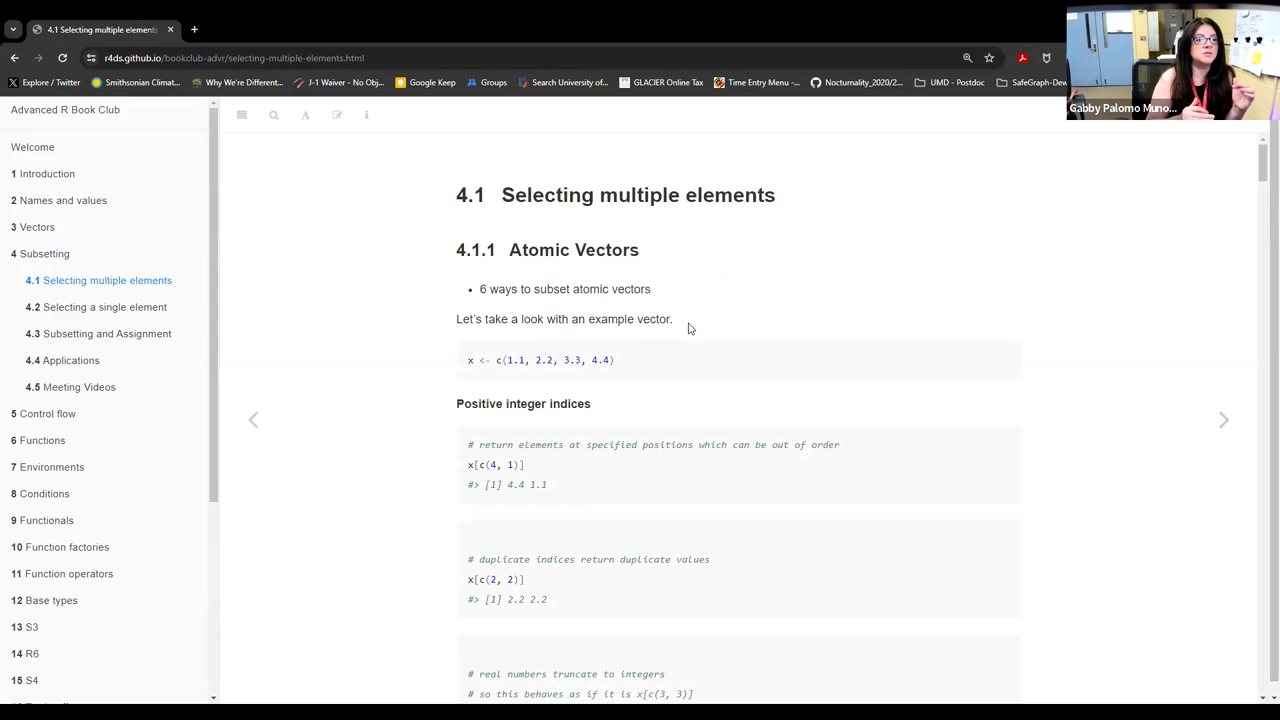 4.1 Selecting multiple elements
r4ds.github.io/bookclub-advr/selecting-multiple-elements.html
Explore / Twitter
Smithsonian Climat...
Why We're Different...
J-1 Waiver - No Obj...
Google Keep
Groups
Search University of...
GLACIER Online Tax
Time Entry Menu -...
Nocturnality_2020/2...
UMD - Postdoc
SafeGraph-De
Gabby Palomo Muno...
Advanced R Book Club
Welcome
1 Introduction
2 Names and values
3 Vectors
4 Subsetting
4.1 Selecting multiple elements
4.2 Selecting a single element
4.3 Subsetting and Assignment
4.4 Applications
4.5 Meeting Videos
5 Control flow
6 Functions
7 Environments
8 Conditions
9 Functionals
10 Function factories
11 Function operators
12 Base types
13 S3
14 R6
15 S4
4.1 Selecting multiple elements
4.1.1 Atomic Vectors
• 6 ways to subset atomic vectors
Let's take a look with an example vector.
x <- c(1.1, 2.2, 3.3, 4.4)
Positive integer indices
# return elements at specified positions which can be out of order
x[c(4, 1)]
#> [1] 4.4 1.1
# duplicate indices return duplicate values
x[c(2, 2)]
#> [1] 2.2 2.2
# real numbers truncate to integers
# so this behaves as if it is x[c(3, 3)]